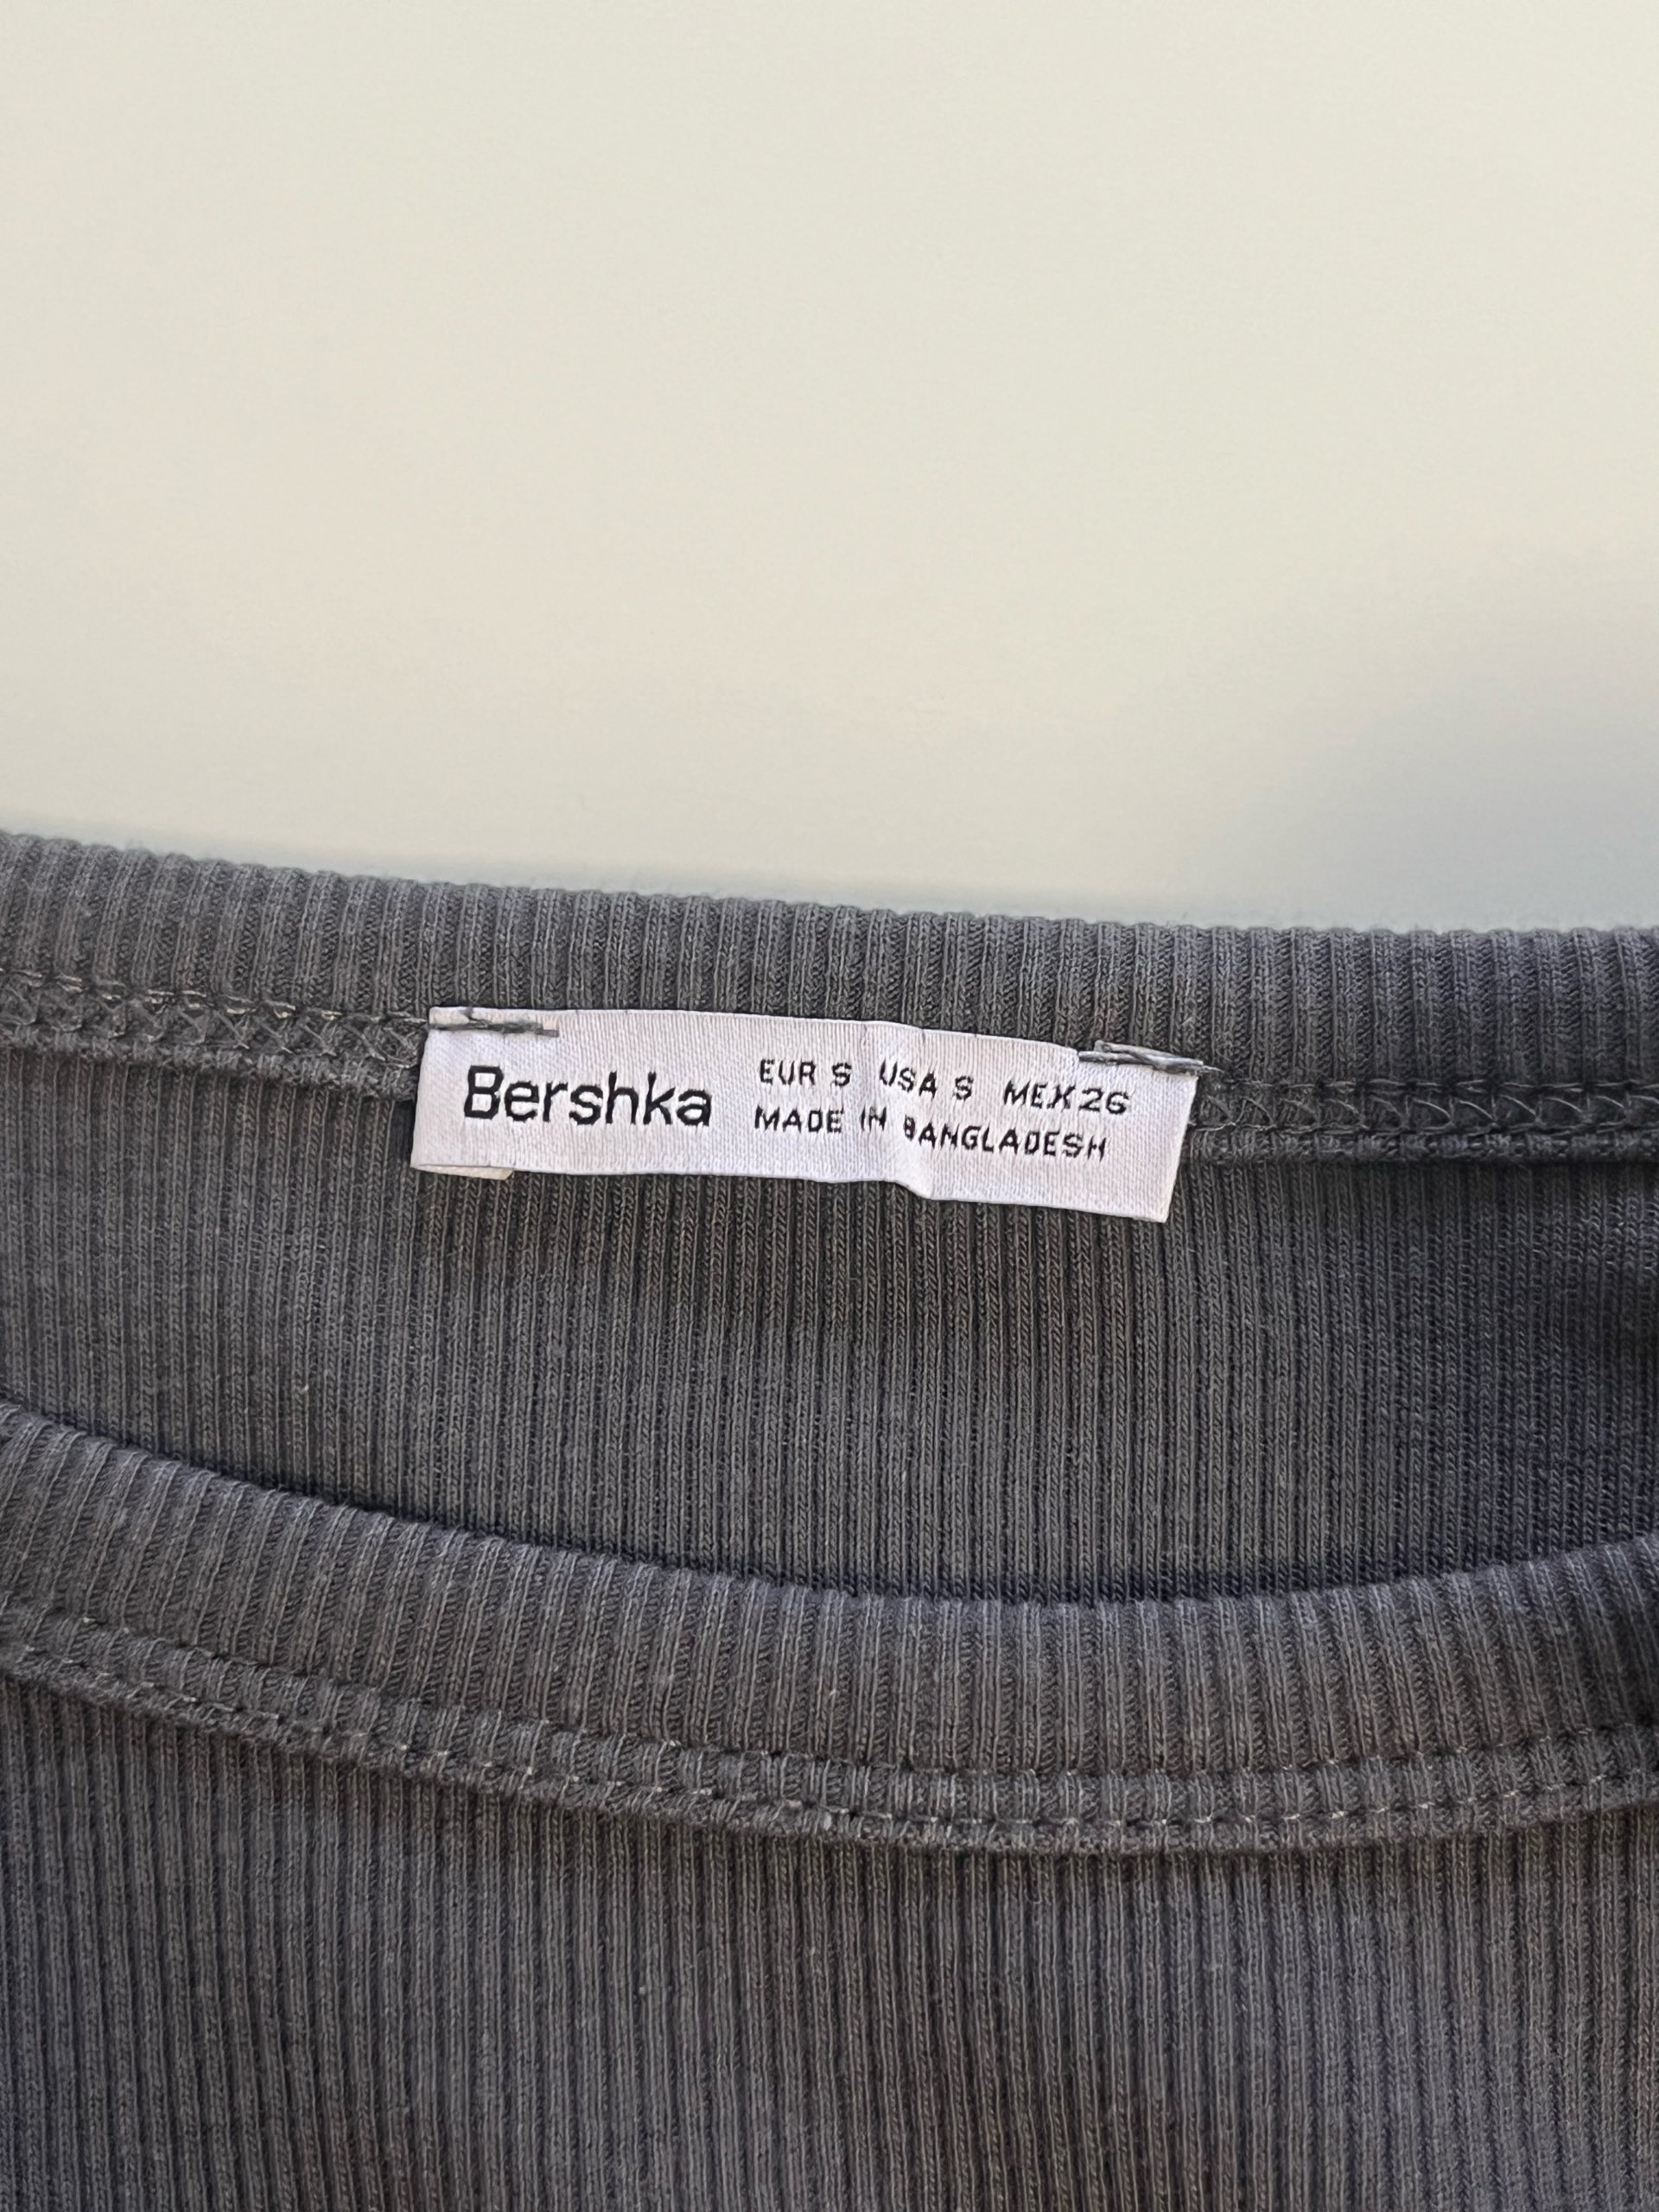 Bershka
EUR S USA S MEX 26
MADE IN BANGLADESH